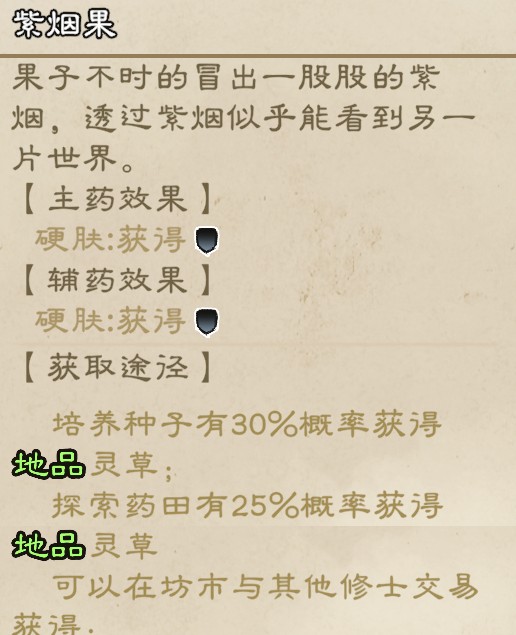 紫烟果
果子不时的冒出一股股的紫
烟，透过紫烟似乎能看到另一
片世界。
【主药效果】
硬肤:获得
【辅药效果】
硬肤:获得
【获取途径】
培养种子有30%概率获得
地品灵草;
探索药田有25%概率获得
地品灵草
可以在坊市与其他修士交易
获得;